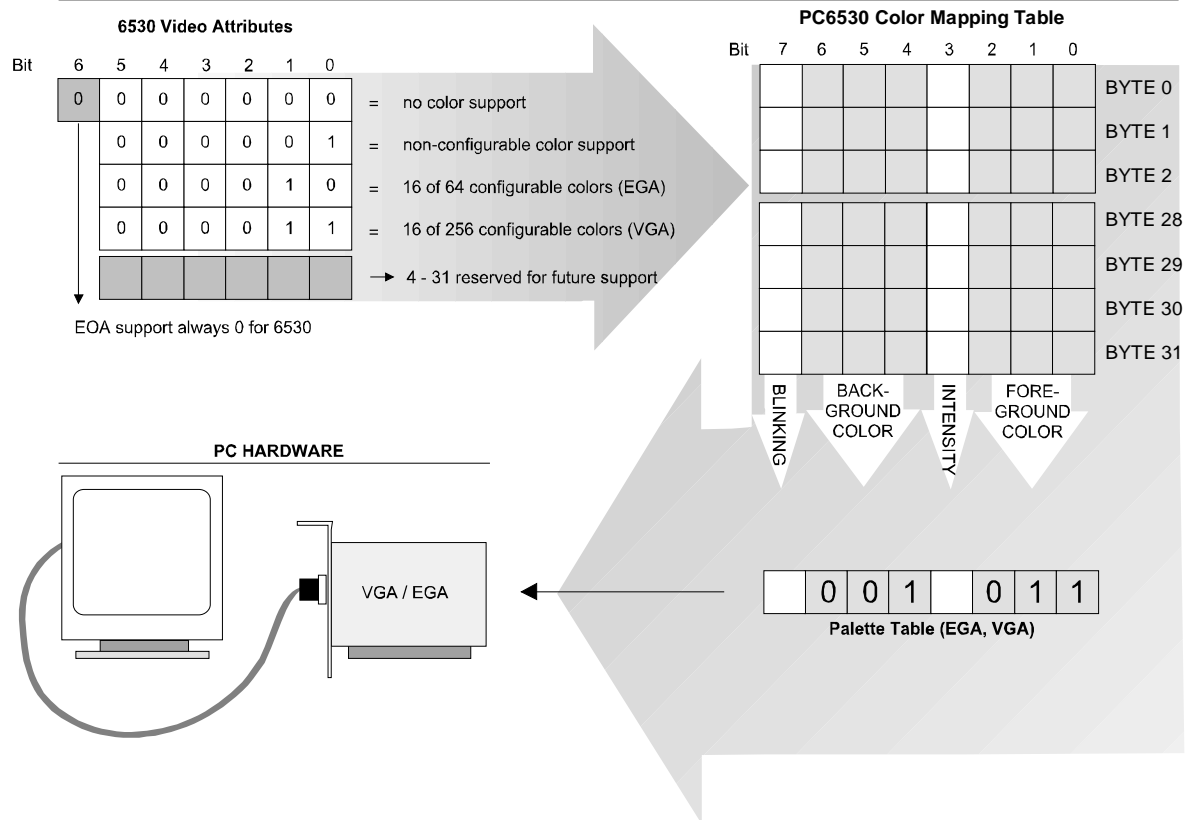 6530 Video Attributes
Bit 6 5 4 3 2 1 0
0 0 0 0 0 0 0 = no color support
0 0 0 0 0 1 = non-configurable color support
0 0 0 0 1 0 = 16 of 64 configurable colors (EGA)
0 0 0 0 1 1 = 16 of 256 configurable colors (VGA)
4 - 31 reserved for future support
EOA support always 0 for 6530
PC6530 Color Mapping Table
Bit 7 6 5 4 3 2 1 0
BYTE 0
BYTE 1
BYTE 2
BYTE 28
BYTE 29
BYTE 30
BYTE 31
BLINKING
BACK-
GROUND
COLOR
INTENSITY
FORE-
GROUND
COLOR
PC HARDWARE
VGA / EGA
0 0 1 0 1 1
Palette Table (EGA, VGA)